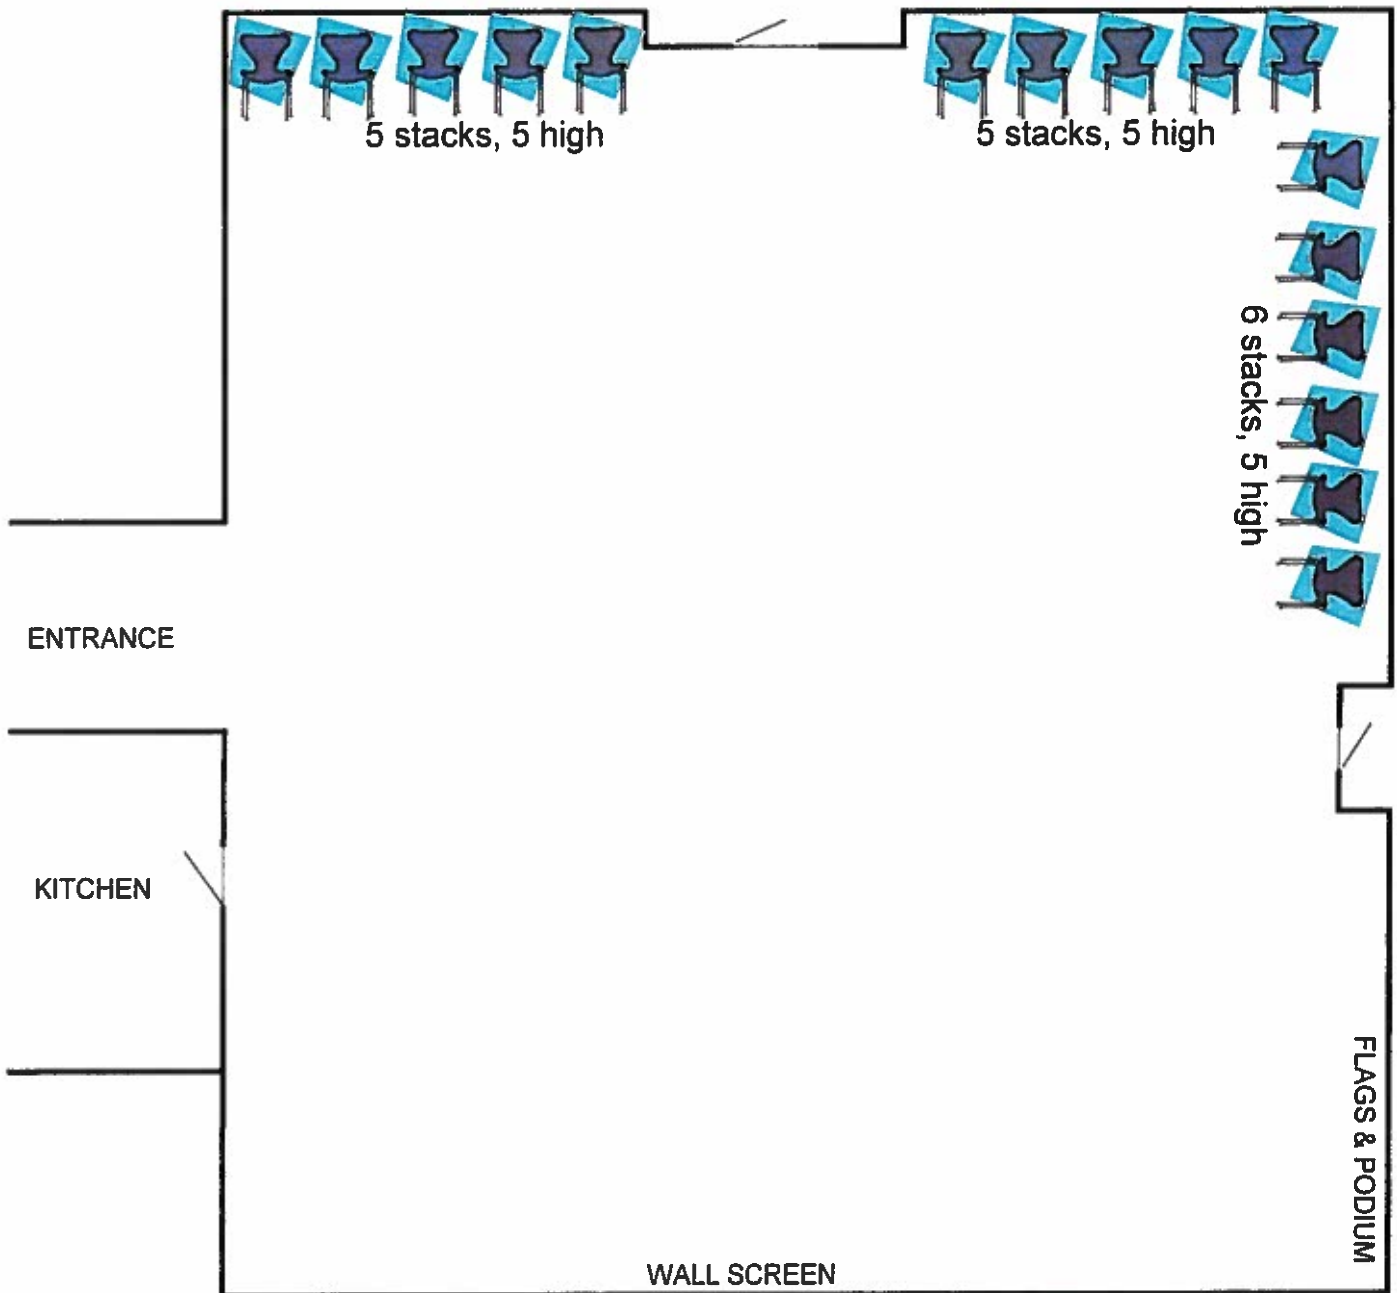 5 stacks, 5 high
5 stacks, 5 high
6 stacks, 5 high
ENTRANCE
KITCHEN
FLAGS & PODIUM
WALL SCREEN